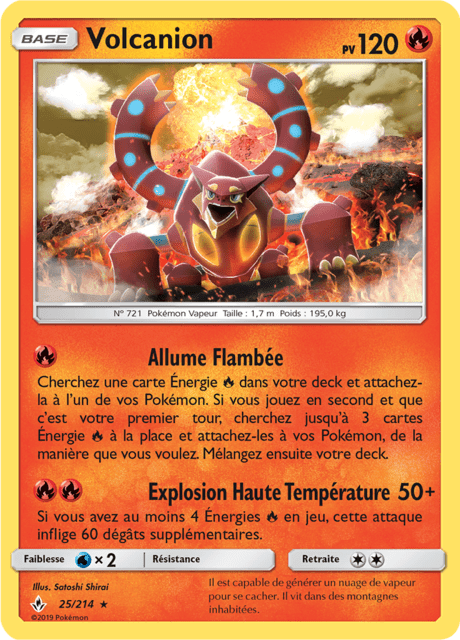 BASE Volcanion PV 120
N° 721 Pokémon Vapeur Taille : 1,7 m Poids : 195,0 kg
Allume Flambée
Cherchez une carte Énergie dans votre deck et attachez-
la à l'un de vos Pokémon. Si vous jouez en second et que
c'est votre premier tour, cherchez jusqu'à 3 cartes
Énergie à la place et attachez-les à vos Pokémon, de la
manière que vous voulez. Mélangez ensuite votre deck.
Explosion Haute Température 50+
Si vous avez au moins 4 Énergies en jeu, cette attaque
inflige 60 dégâts supplémentaires.
Faiblesse ×2 Résistance Retraite
Illus. Satoshi Shirai
25/214 ★
©2019 Pokémon
Il est capable de générer un nuage de vapeur
pour se cacher. Il vit dans des montagnes
inhabitées.